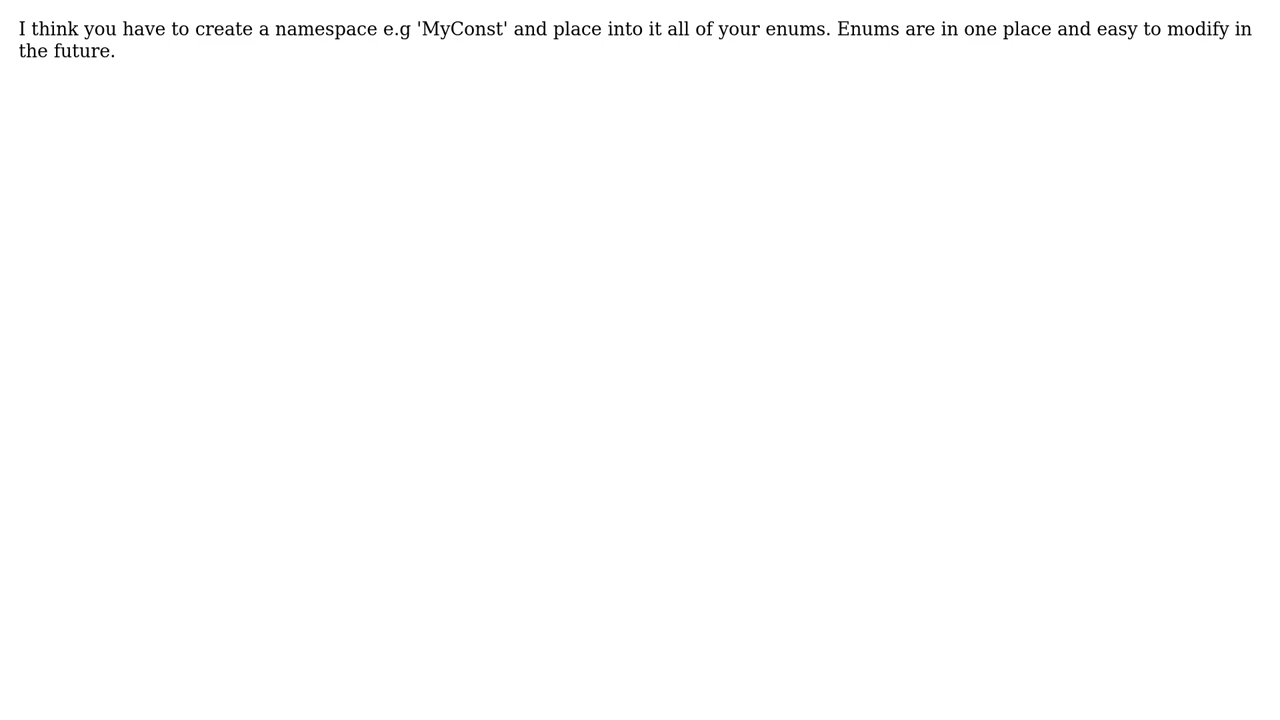 I think you have to create a namespace e.g 'MyConst' and place into it all of your enums. Enums are in one place and easy to modify in
the future.